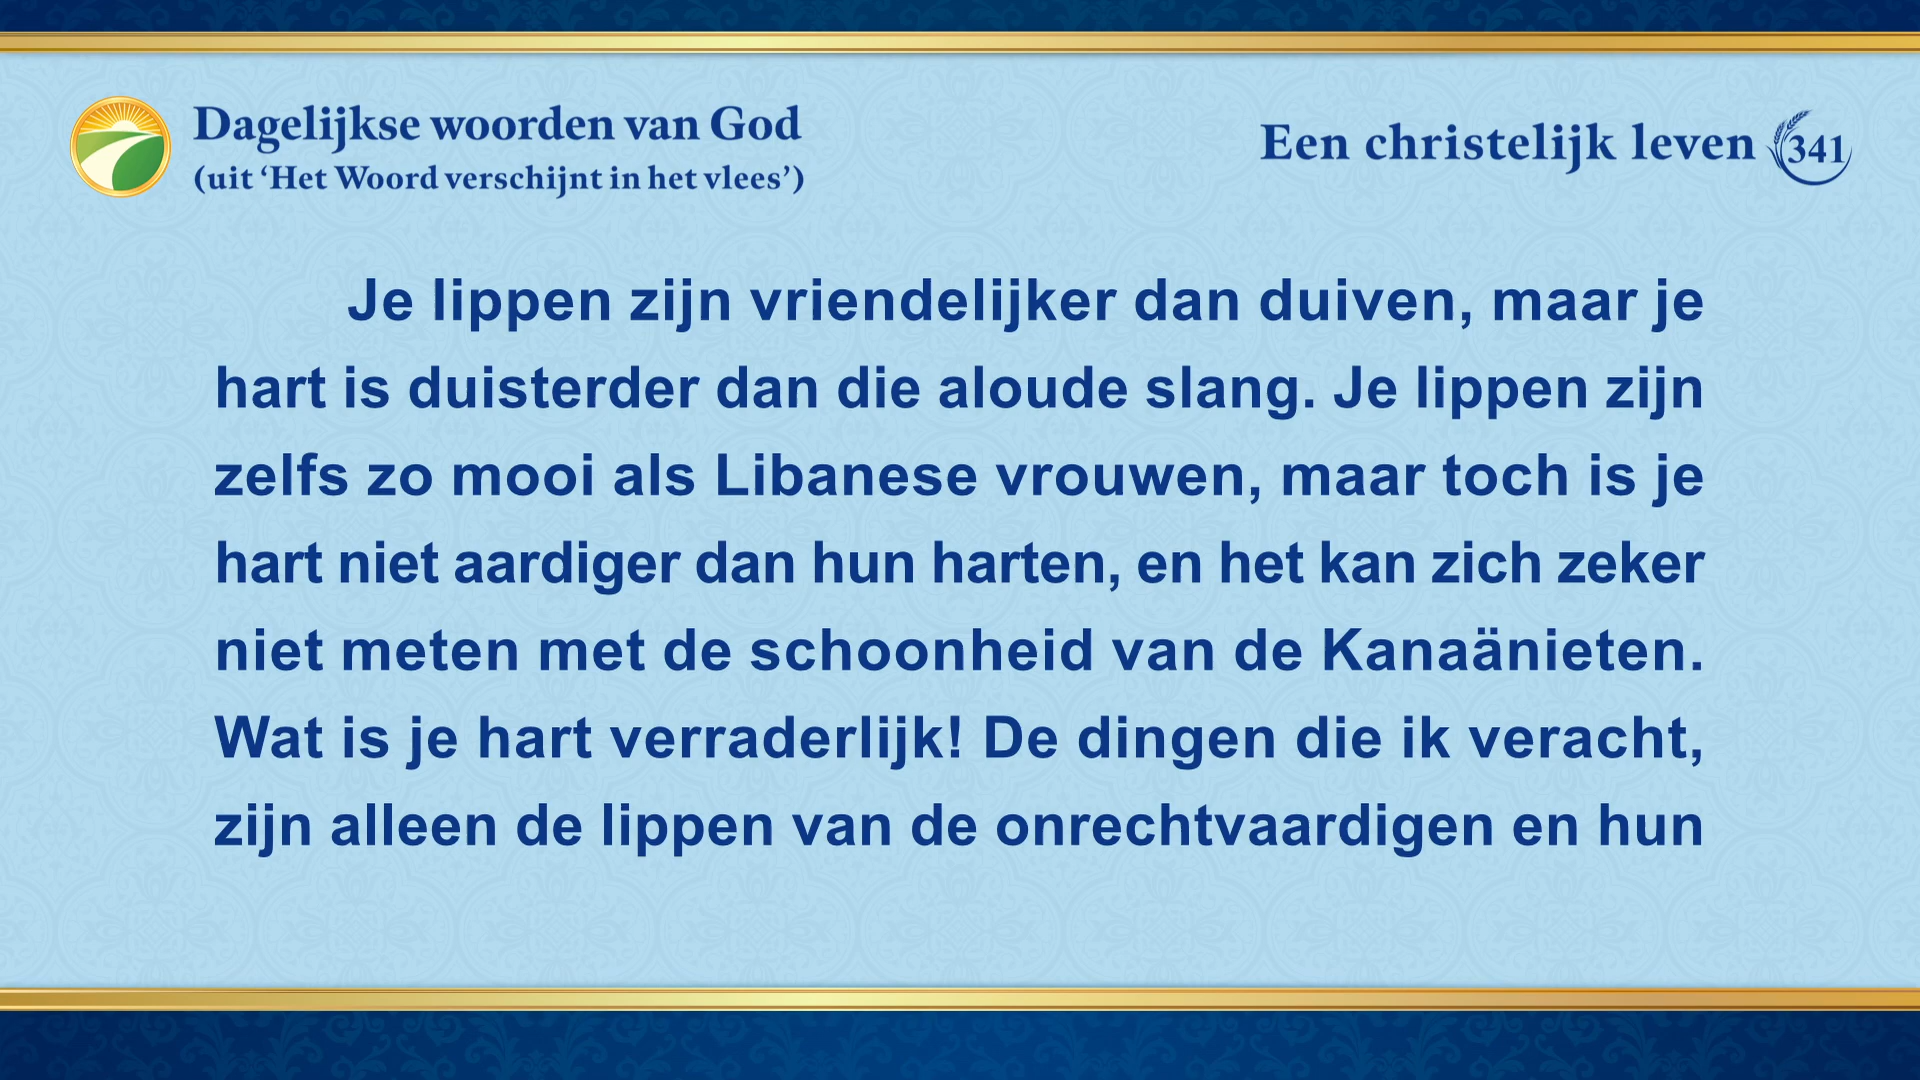 Dagelijkse woorden van God
(uit ‘Het Woord verschijnt in het vlees’)
Een christelijk leven 341
Je lippen zijn vriendelijker dan duiven, maar je
hart is duisterder dan die aloude slang. Je lippen zijn
zelfs zo mooi als Libanese vrouwen, maar toch is je
hart niet aardiger dan hun harten, en het kan zich zeker
niet meten met de schoonheid van de Kanaänieten.
Wat is je hart verraderlijk! De dingen die ik veracht,
zijn alleen de lippen van de onrechtvaardigen en hun